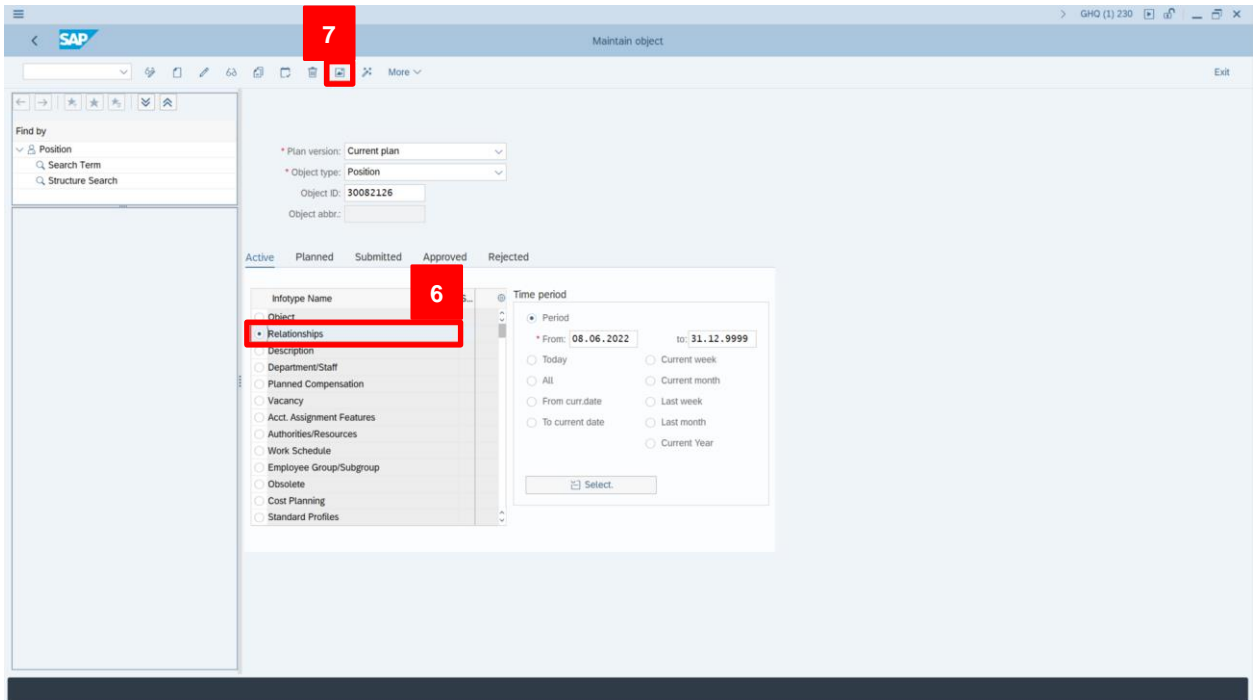 GHQ (1) 230
SAP
7
Maintain object
More
Exit
Find by
Position
Search Term
Structure Search
* Plan version: Current plan
* Object type: Position
Object ID: 30082126
Object abbr.:
Active Planned Submitted Approved Rejected
6
Infotype Name S...
Object
Relationships
Description
Department/Staff
Planned Compensation
Vacancy
Acct. Assignment Features
Authorities/Resources
Work Schedule
Employee Group/Subgroup
Obsolete
Cost Planning
Standard Profiles
Time period
Period
* From: 08.06.2022 to: 31.12.9999
Today Current week
All Current month
From curr.date Last week
To current date Last month
Current Year
Select.